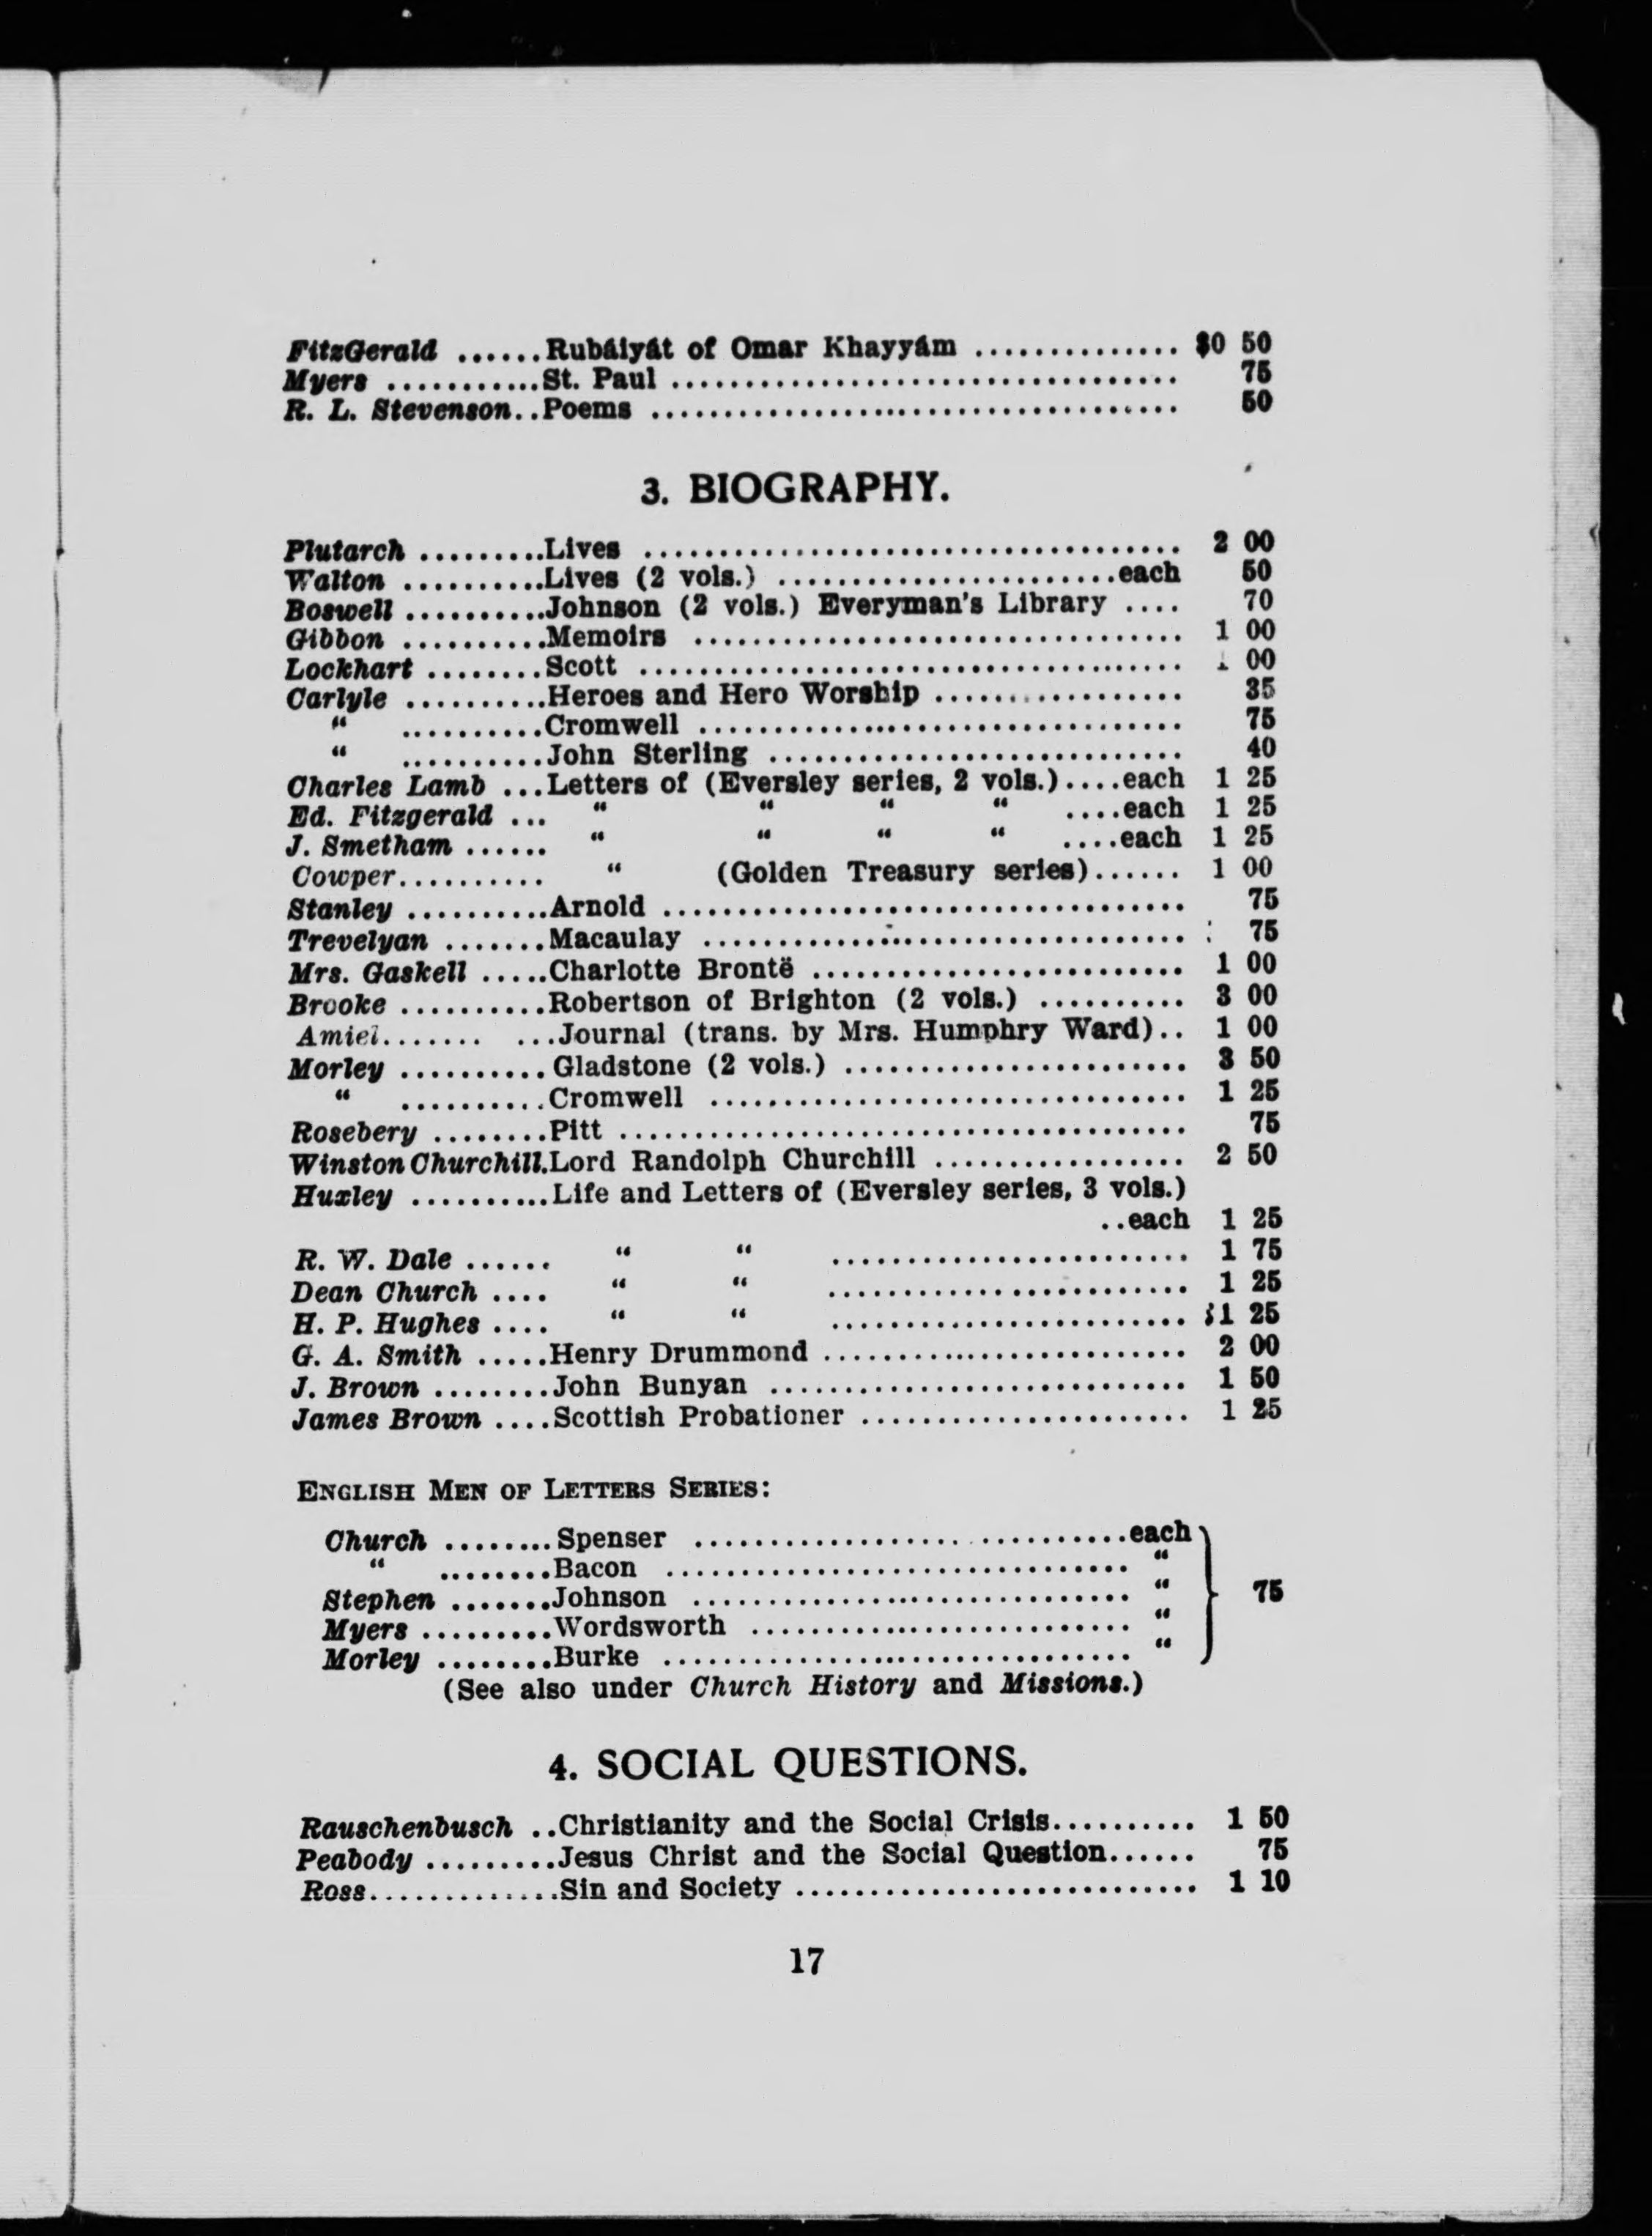 FitzGerald ......Rubáiyát of Omar Khayyám .............. $0 50
Myers ...........St. Paul .................................. 75
R. L. Stevenson..Poems .................................... 50
3. BIOGRAPHY.
Plutarch .........Lives .................................... 2 00
Walton ..........Lives (2 vols.) .......................each 50
Boswell ..........Johnson (2 vols.) Everyman's Library .... 70
Gibbon ..........Memoirs ................................. 1 00
Lockhart ........Scott ..................................... 1 00
Carlyle ..........Heroes and Hero Worship ................. 35
“ ..........Cromwell ................................. 75
“ ..........John Sterling ............................ 40
Charles Lamb ...Letters of (Eversley series, 2 vols.)....each 1 25
Ed. Fitzgerald ... “ “ “ “ ....each 1 25
J. Smetham ...... “ “ “ “ ....each 1 25
Cowper.......... “ (Golden Treasury series)...... 1 00
Stanley ..........Arnold ................................... 75
Trevelyan .......Macaulay ................................. 75
Mrs. Gaskell .....Charlotte Brontë ......................... 1 00
Brooke ..........Robertson of Brighton (2 vols.) .......... 3 00
Amiel....... ...Journal (trans. by Mrs. Humphry Ward).. 1 00
Morley ..........Gladstone (2 vols.) ....................... 3 50
“ ..........Cromwell ................................ 1 25
Rosebery ........Pitt ...................................... 75
Winston Churchill.Lord Randolph Churchill ................. 2 50
Huxley ..........Life and Letters of (Eversley series, 3 vols.)
..each 1 25
R. W. Dale ...... “ “ ........................ 1 75
Dean Church .... “ “ ........................ 1 25
H. P. Hughes .... “ “ ........................ $1 25
G. A. Smith .....Henry Drummond ......................... 2 00
J. Brown ........John Bunyan ............................ 1 50
James Brown ....Scottish Probationer ...................... 1 25
ENGLISH MEN OF LETTERS SERIES:
Church ........Spenser .............................each
“ ........Bacon ............................... “
Stephen .......Johnson ............................. “ 75
Myers .........Wordsworth .......................... “
Morley ........Burke ............................... “
(See also under Church History and Missions.)
4. SOCIAL QUESTIONS.
Rauschenbusch ..Christianity and the Social Crisis.......... 1 50
Peabody .........Jesus Christ and the Social Question...... 75
Ross.............Sin and Society ........................... 1 10
17